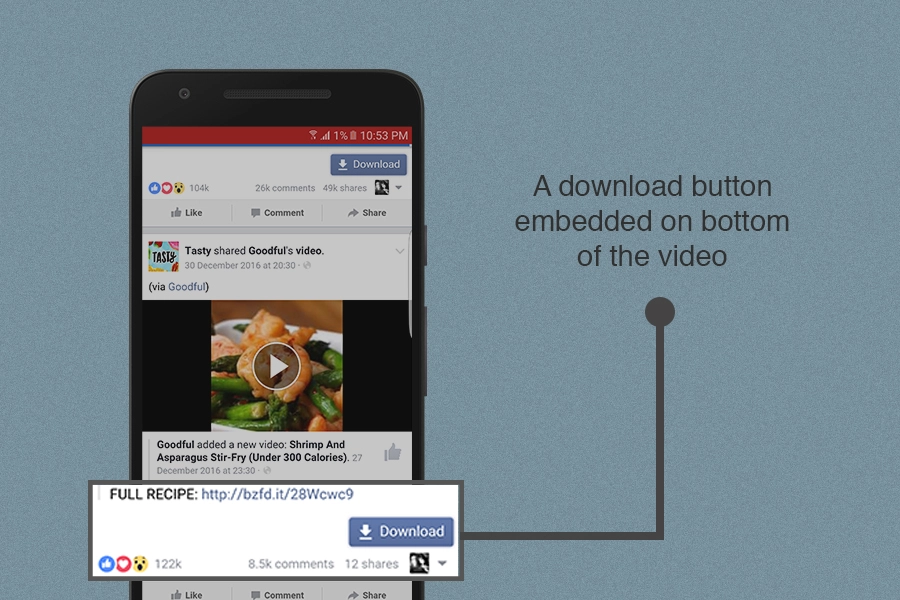 1% 10:53 PM
Download
104k 26k comments 49k shares
Like Comment Share
TASTY
Tasty shared Goodful's video.
30 December 2016 at 20:30 ·
(via Goodful)
Goodful added a new video: Shrimp And
Asparagus Stir-Fry (Under 300 Calories). 27
December 2016 at 23:30 ·
FULL RECIPE: http://bzfd.it/28Wcwc9
Download
122k 8.5k comments 12 shares
Like Comment Share
A download button
embedded on bottom
of the video